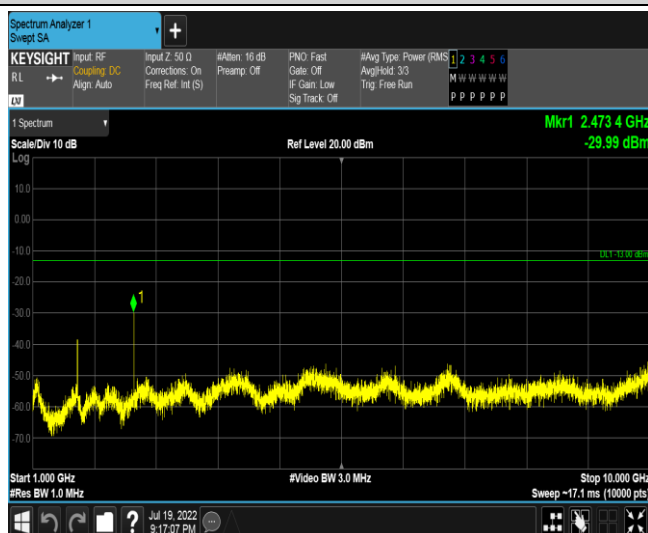 Spectrum Analyzer 1
Swept SA
+
KEYSIGHT
RL
LXI
Input: RF
Coupling: DC
Align: Auto
Input Z: 50 Ω
Corrections: On
Freq Ref: Int (S)
#Atten: 16 dB
Preamp: Off
PNO: Fast
Gate: Off
IF Gain: Low
Sig Track: Off
#Avg Type: Power (RMS
Avg|Hold: 3/3
Trig: Free Run
1 2 3 4 5 6
M W W W W W
P P P P P P
1 Spectrum
Mkr1 2.473 4 GHz
-29.99 dBm
Scale/Div 10 dB
Ref Level 20.00 dBm
Log
10.0
0.00
-10.0
DL1 -13.00 dBm
-20.0
1
-30.0
-40.0
-50.0
-60.0
-70.0
Start 1.000 GHz
#Video BW 3.0 MHz
Stop 10.000 GHz
#Res BW 1.0 MHz
Sweep ~17.1 ms (10000 pts)
?
Jul 19, 2022
9:17:07 PM